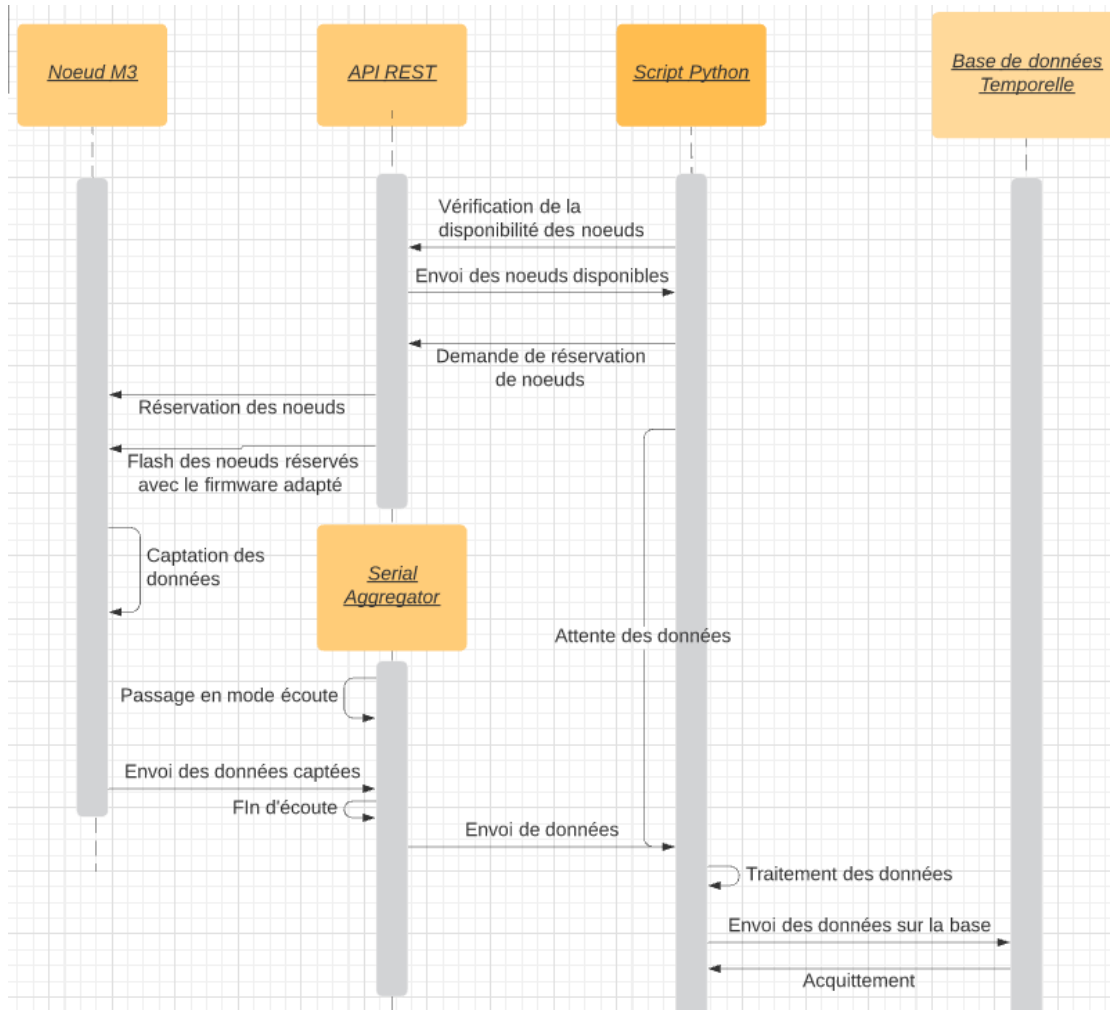 Noeud M3
API REST
Script Python
Base de données
Temporelle
Vérification de la
disponibilité des noeuds
Envoi des noeuds disponibles
Demande de réservation
de noeuds
Réservation des noeuds
Flash des noeuds réservés
avec le firmware adapté
Captation des
données
Serial
Aggregator
Attente des données
Passage en mode écoute
Envoi des données captées
FIn d'écoute
Envoi de données
Traitement des données
Envoi des données sur la base
Acquittement